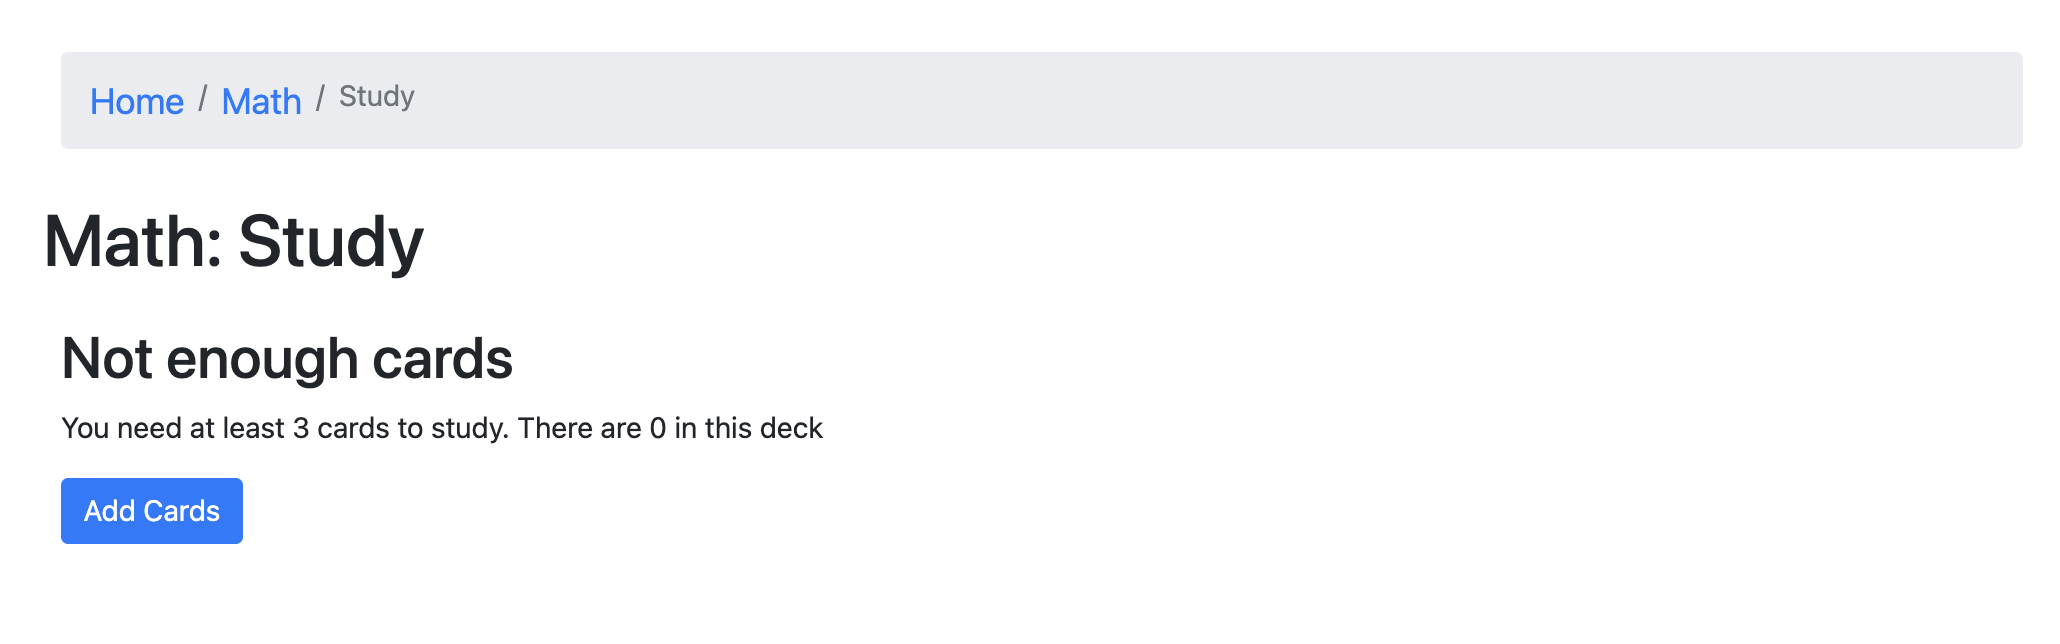 Home / Math / Study
Math: Study
Not enough cards
You need at least 3 cards to study. There are 0 in this deck
Add Cards